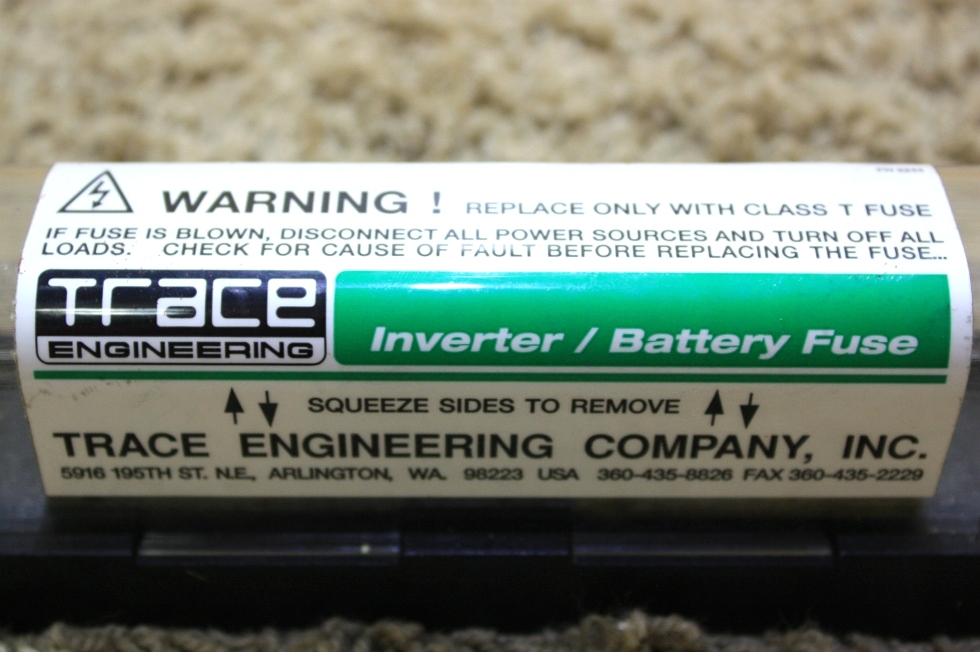 WARNING ! REPLACE ONLY WITH CLASS T FUSE
IF FUSE IS BLOWN, DISCONNECT ALL POWER SOURCES AND TURN OFF ALL
LOADS. CHECK FOR CAUSE OF FAULT BEFORE REPLACING THE FUSE...
Trace
ENGINEERING
Inverter / Battery Fuse
SQUEEZE SIDES TO REMOVE
TRACE ENGINEERING COMPANY, INC.
5916 195TH ST. N.E., ARLINGTON, WA. 98223 USA 360-435-8826 FAX 360-435-2229